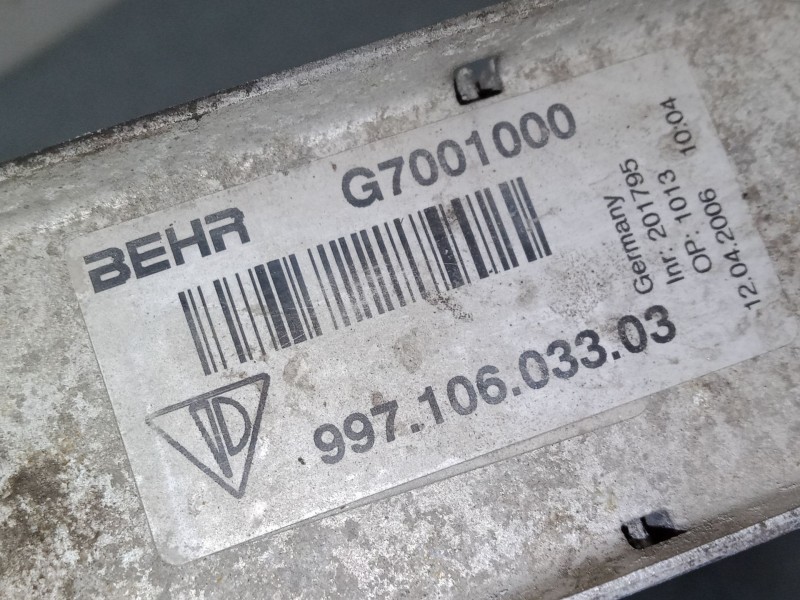 BEHR
G7001000
Germany
Inr: 201795
OP: 1013
12.04.2006 10:04
997.106.033.03